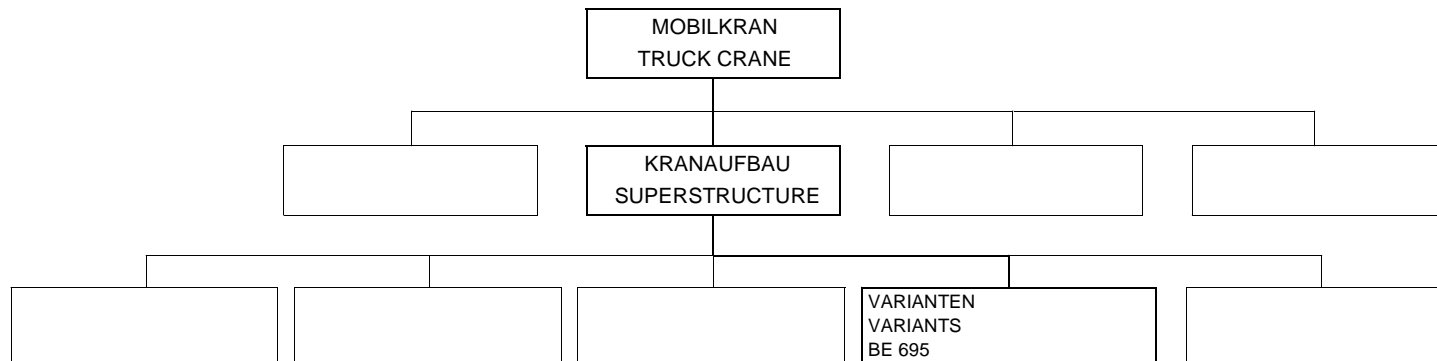 MOBILKRAN
TRUCK CRANE
KRANAUFBAU
SUPERSTRUCTURE
VARIANTEN
VARIANTS
BE 695